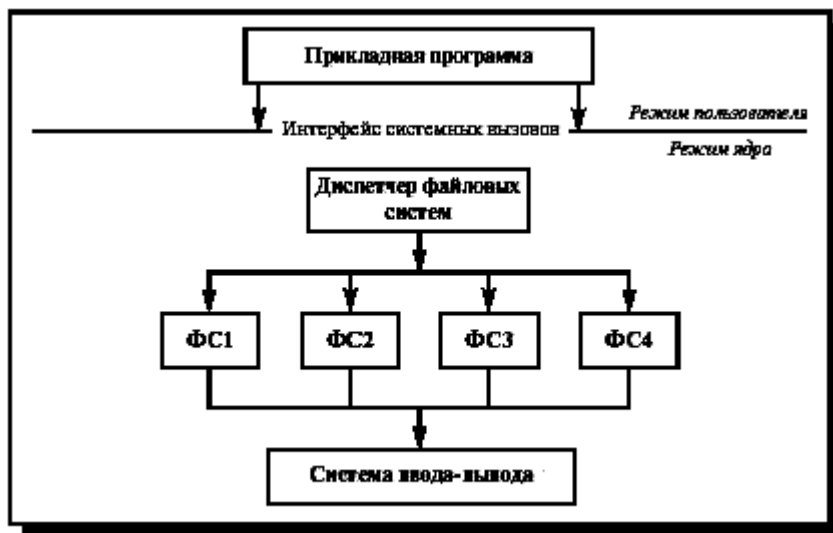 Прикладная программа
Режим пользователя
Интерфейс системных вызовов
Режим ядра
Диспетчер файловых
систем
ФС1
ФС2
ФС3
ФС4
Система ввода-вывода